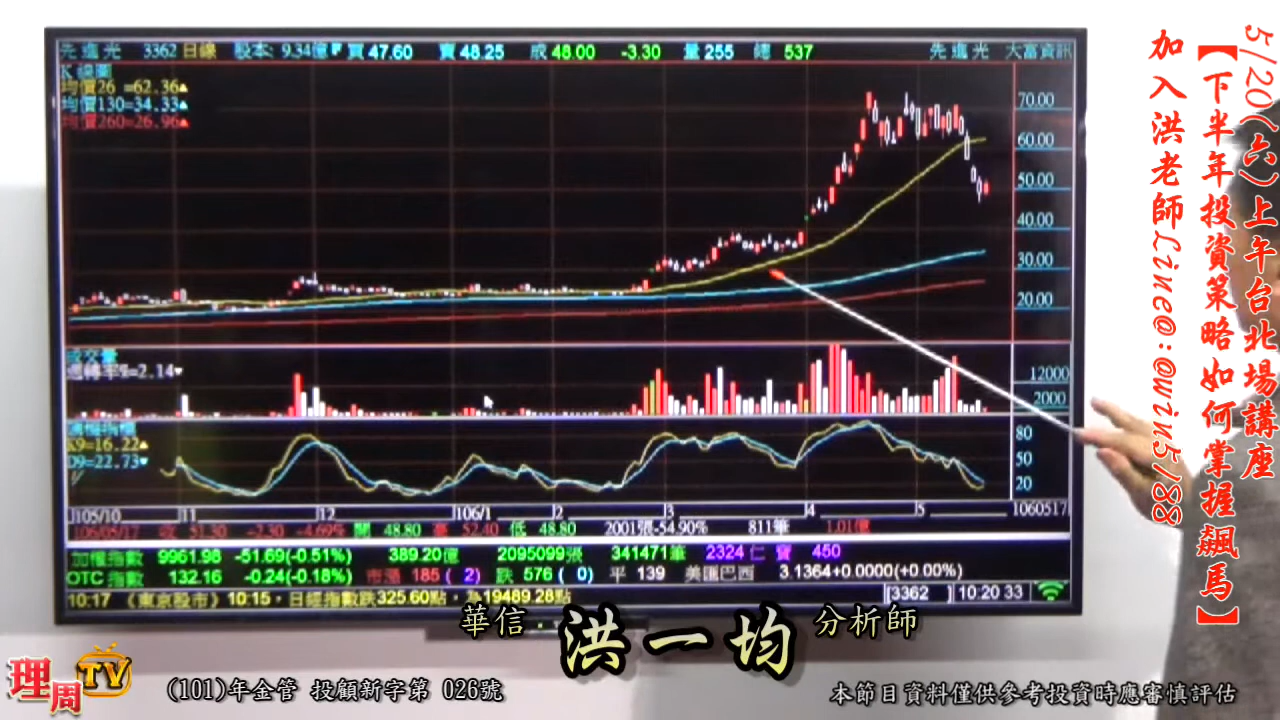 先進光 3362 日線 股本: 9.34億 買 47.60 賣 48.25 成 48.00 -3.30 量 255 總 537 先進光 大富資訊
K 線圖
均價26 =62.36▲
均價130=34.33▲
均價260=26.96▲
70.00
60.00
50.00
40.00
30.00
20.00
成交量
週轉率%=2.14▼
12000
2000
K9=16.22▲
D9=22.73▼
80
50
20
105/10 11 12 106/1 2 3 4 5 1060517
106/05/17 收 51.30 -2.30 -4.69% 開 48.80 高 52.40 低 48.80 2001張-54.90% 811筆 1.01億
加權指數 9961.98 -51.69(-0.51%) 389.20億 2095099張 341471筆 2324 仁 寶 450
OTC 指數 132.16 -0.24(-0.18%) 市漲 185( 2) 跌 576 ( 0) 平 139 美匯巴西 3.1364+0.0000(+0.00%)
10:17 《東京股市》10:15，日經指數跌325.60點，為19489.28點 [3362 ] 10:20 33
5/20(六)上午台北場講座
【下半年投資策略如何掌握飆馬】
加入洪老師Line@:@win5788
華信 洪一均 分析師
理周TV
(101)年金管 投顧新字第 026號
本節目資料僅供參考投資時應審慎評估